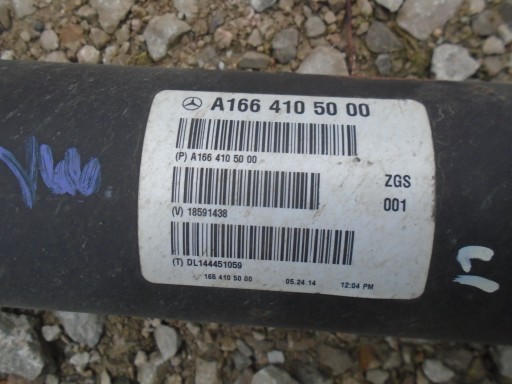 A166 410 50 00
(P) A166 410 50 00
ZGS
001
(V) 18591438
(T) DL144451059
166 410 50 00 05.24.14 12:04 PM